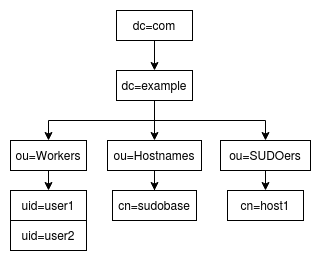 dc=com
dc=example
ou=Workers
ou=Hostnames
ou=SUDOers
uid=user1
cn=sudobase
cn=host1
uid=user2